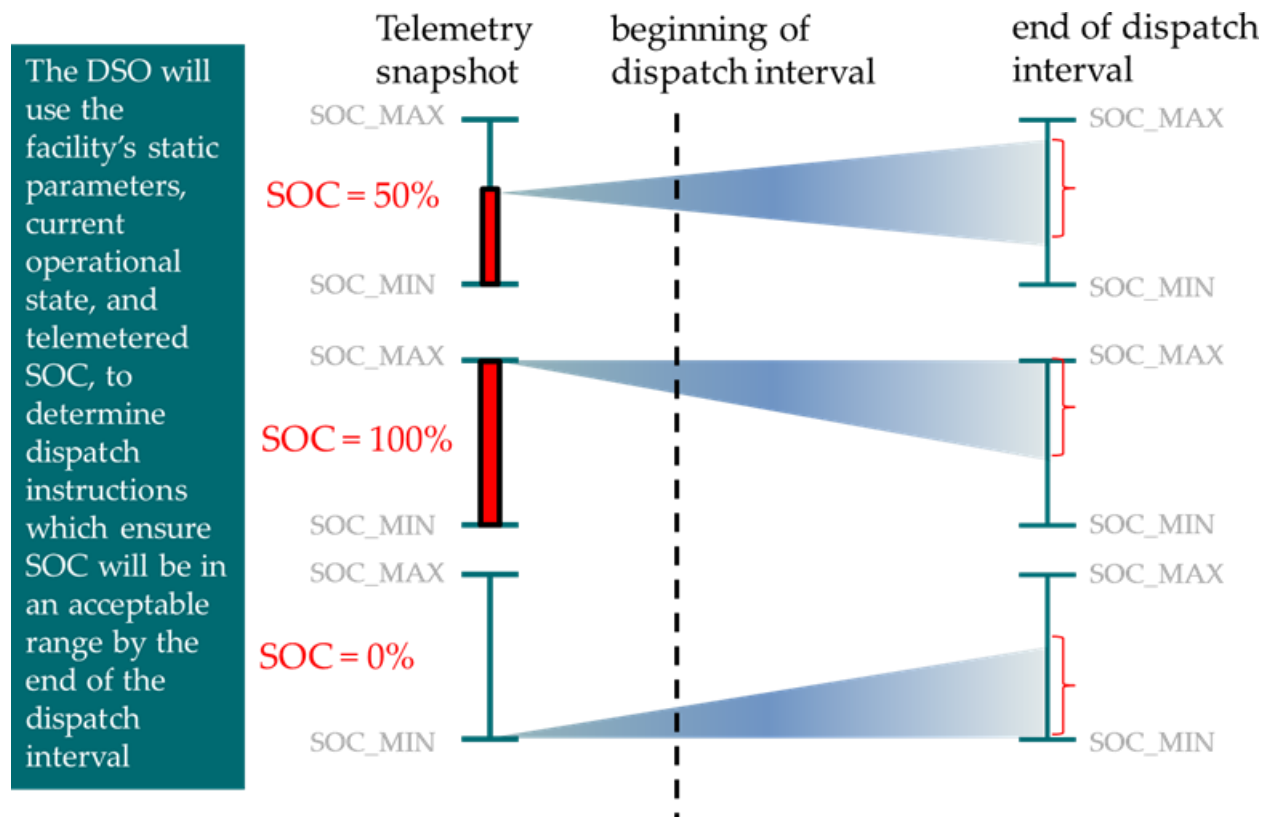 The DSO will
use the
facility's static
parameters,
current
operational
state, and
telemetered
SOC, to
determine
dispatch
instructions
which ensure
SOC will be in
an acceptable
range by the
end of the
dispatch
interval
Telemetry
snapshot
beginning of
dispatch interval
end of dispatch
interval
SOC_MAX
SOC_MAX
SOC = 50%
SOC_MIN
SOC_MIN
SOC_MAX
SOC_MAX
SOC = 100%
SOC_MIN
SOC_MIN
SOC_MAX
SOC_MAX
SOC = 0%
SOC_MIN
SOC_MIN